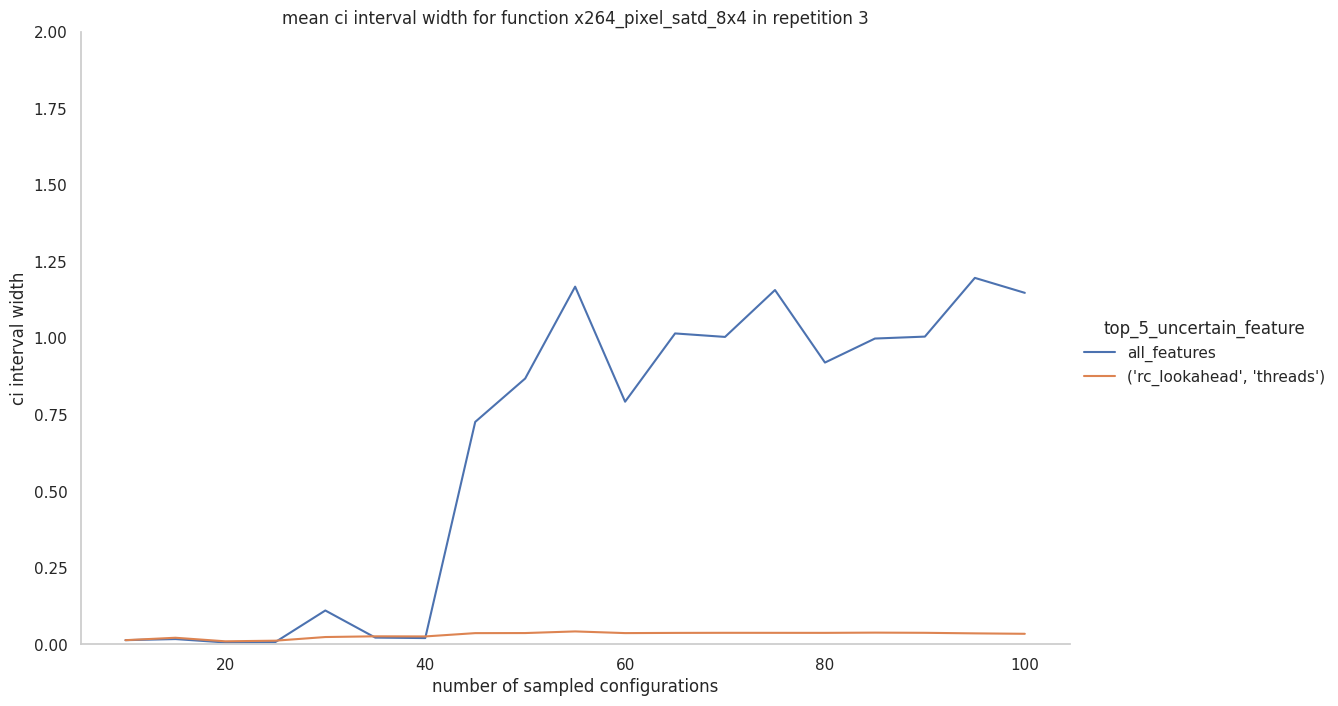 mean ci interval width for function x264_pixel_satd_8x4 in repetition 3
2.00
1.75
1.50
1.25
1.00
0.75
0.50
0.25
0.00
ci interval width
20
40
60
80
100
number of sampled configurations
top_5_uncertain_feature
all_features
('rc_lookahead', 'threads')